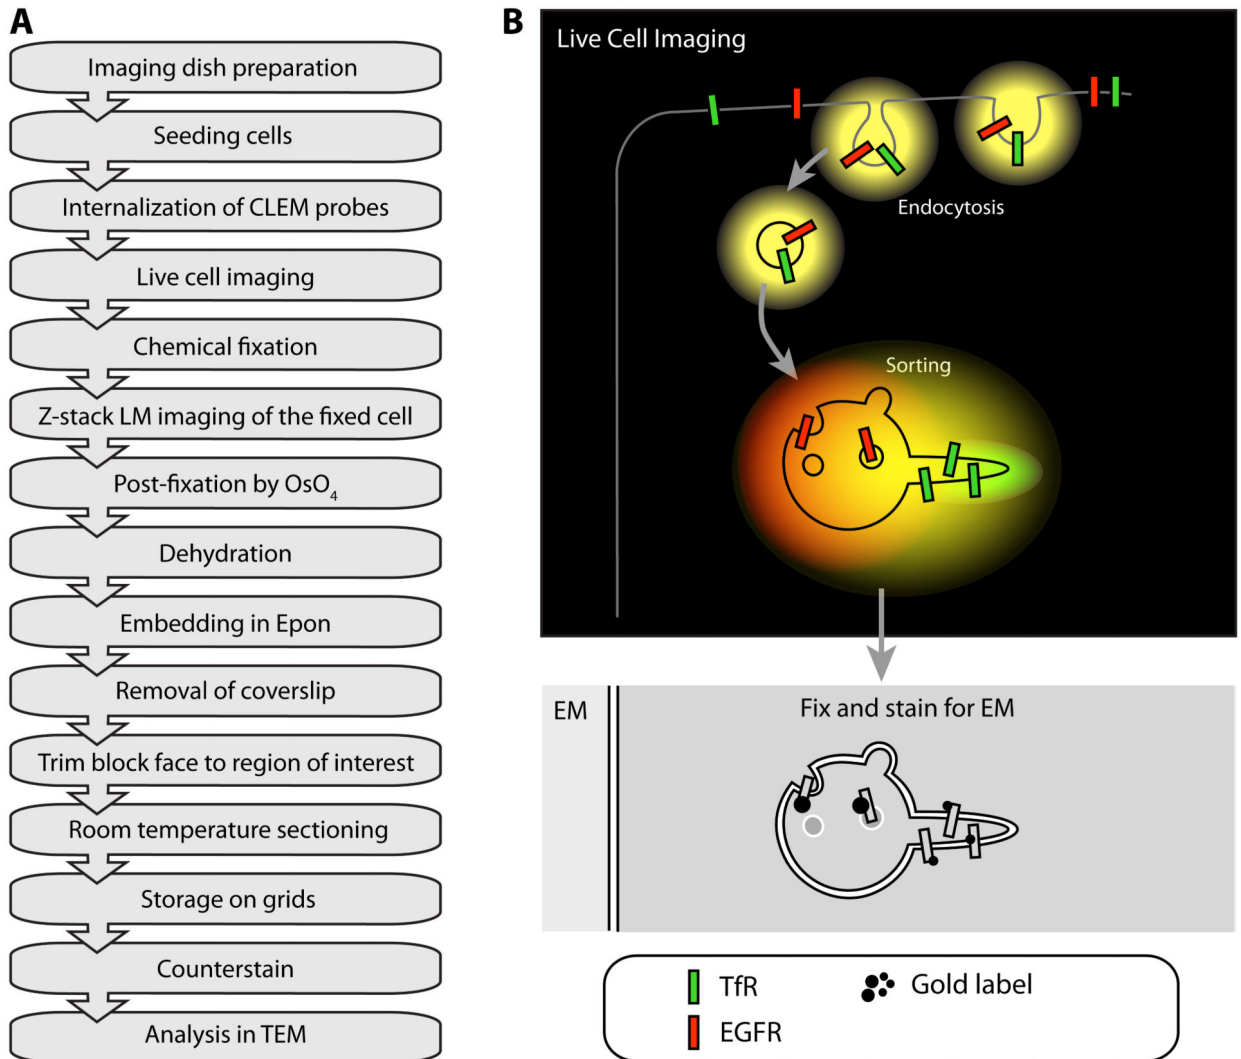 A
Imaging dish preparation
Seeding cells
Internalization of CLEM probes
Live cell imaging
Chemical fixation
Z-stack LM imaging of the fixed cell
Post-fixation by OsO₄
Dehydration
Embedding in Epon
Removal of coverslip
Trim block face to region of interest
Room temperature sectioning
Storage on grids
Counterstain
Analysis in TEM
B
Live Cell Imaging
Endocytosis
Sorting
EM
Fix and stain for EM
TfR
Gold label
EGFR